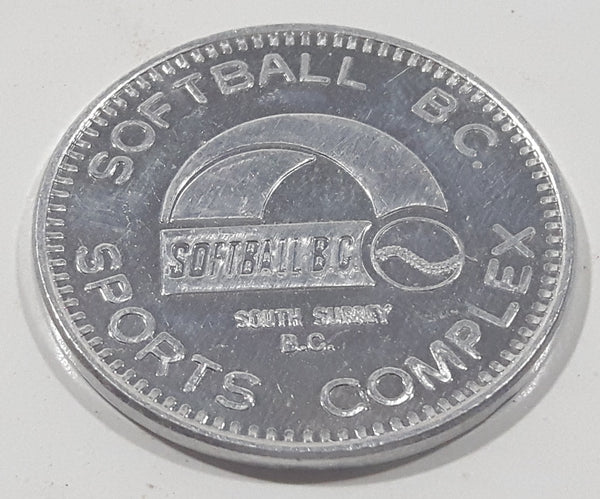 SOFTBALL B.C.
SOFTBALL B.C.
SOUTH SURREY
B.C.
SPORTS COMPLEX